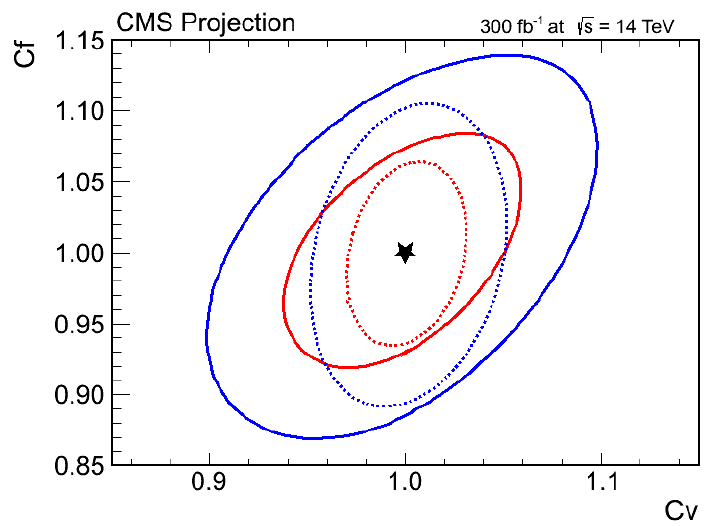 CMS Projection
300 fb⁻¹ at √s = 14 TeV
Cf
1.15
1.10
1.05
1.00
0.95
0.90
0.85
0.9
1.0
1.1
Cv